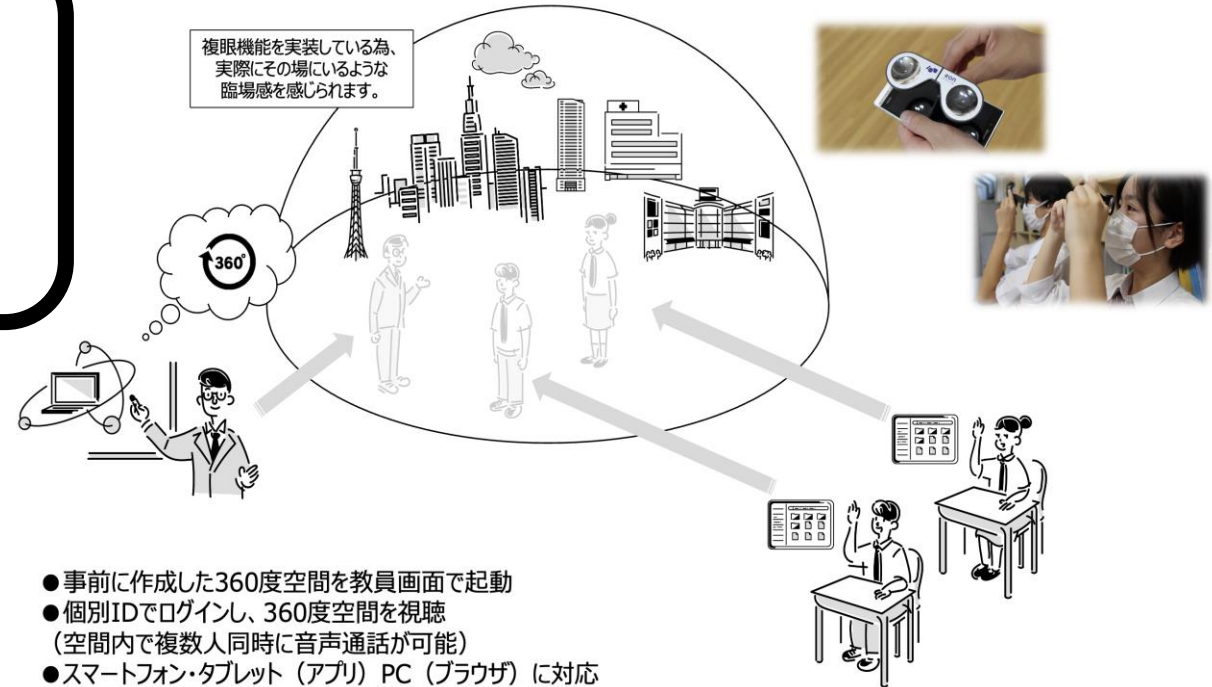 複眼機能を実装している為、
実際にその場にいるような
臨場感を感じられます。
360°
●事前に作成した360度空間を教員画面で起動
●個別IDでログインし、360度空間を視聴
（空間内で複数人同時に音声通話が可能）
●スマートフォン・タブレット（アプリ）PC（ブラウザ）に対応